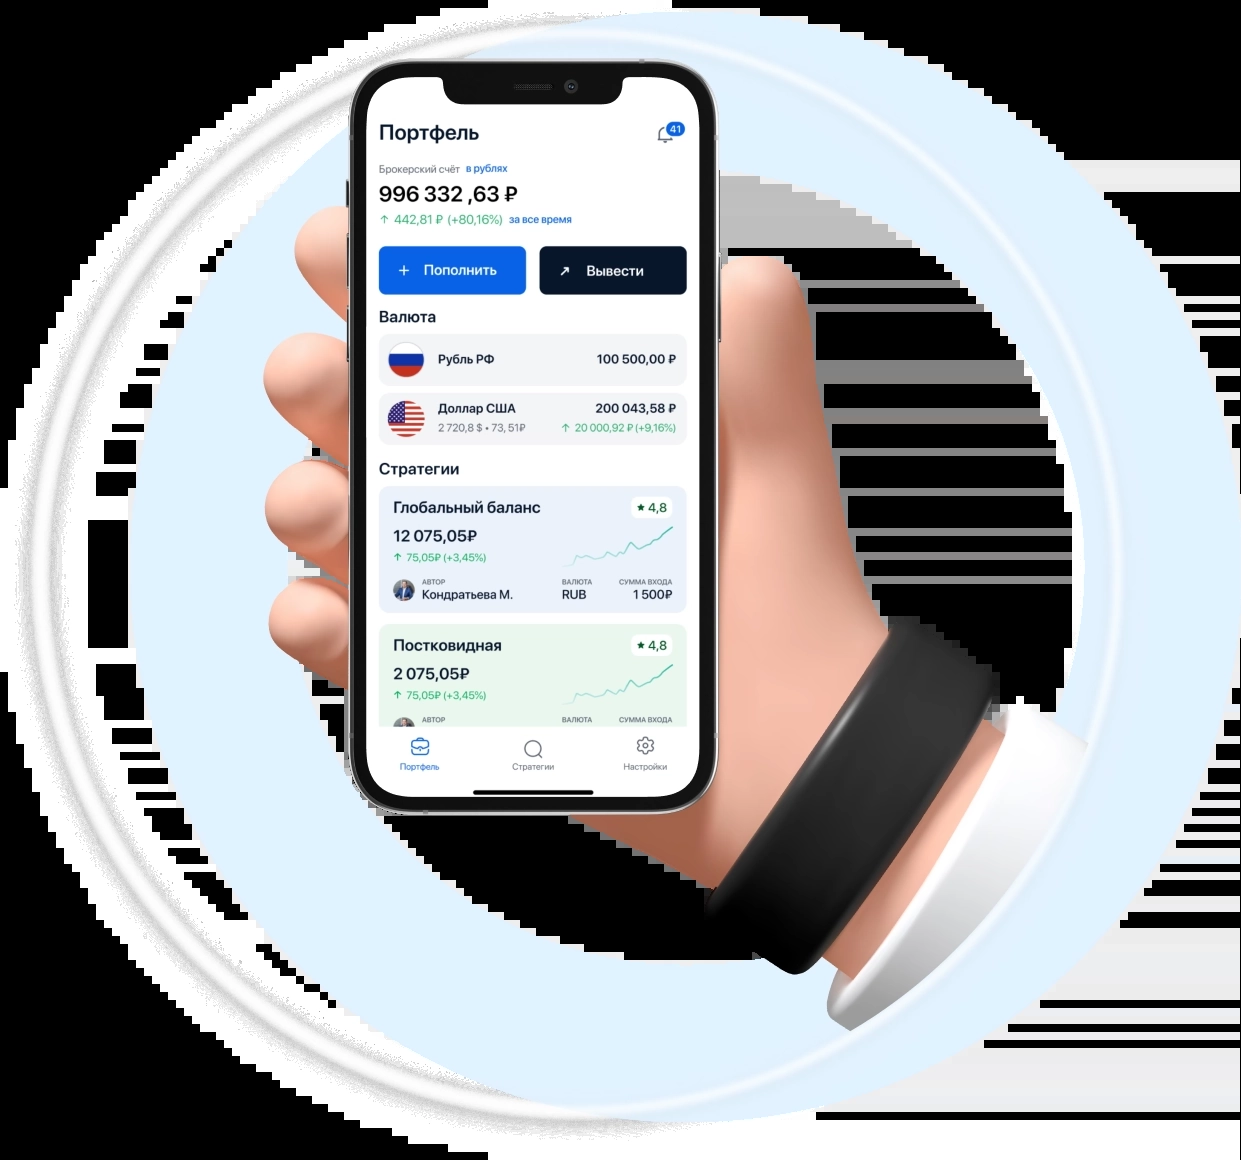 Портфель
41
Брокерский счёт в рублях
996 332 ,63 ₽
↑ 442,81 ₽ (+80,16%) за все время
+ Пополнить
↗ Вывести
Валюта
Рубль РФ 100 500,00 ₽
Доллар США 200 043,58 ₽
2 720,8 $ • 73, 51₽ ↑ 20 000,92 ₽ (+9,16%)
Стратегии
Глобальный баланс ★ 4,8
12 075,05₽
↑ 75,05₽ (+3,45%)
АВТОР ВАЛЮТА СУММА ВХОДА
Кондратьева М. RUB 1 500₽
Постковидная ★ 4,8
2 075,05₽
↑ 75,05₽ (+3,45%)
АВТОР ВАЛЮТА СУММА ВХОДА
Портфель Стратегии Настройки